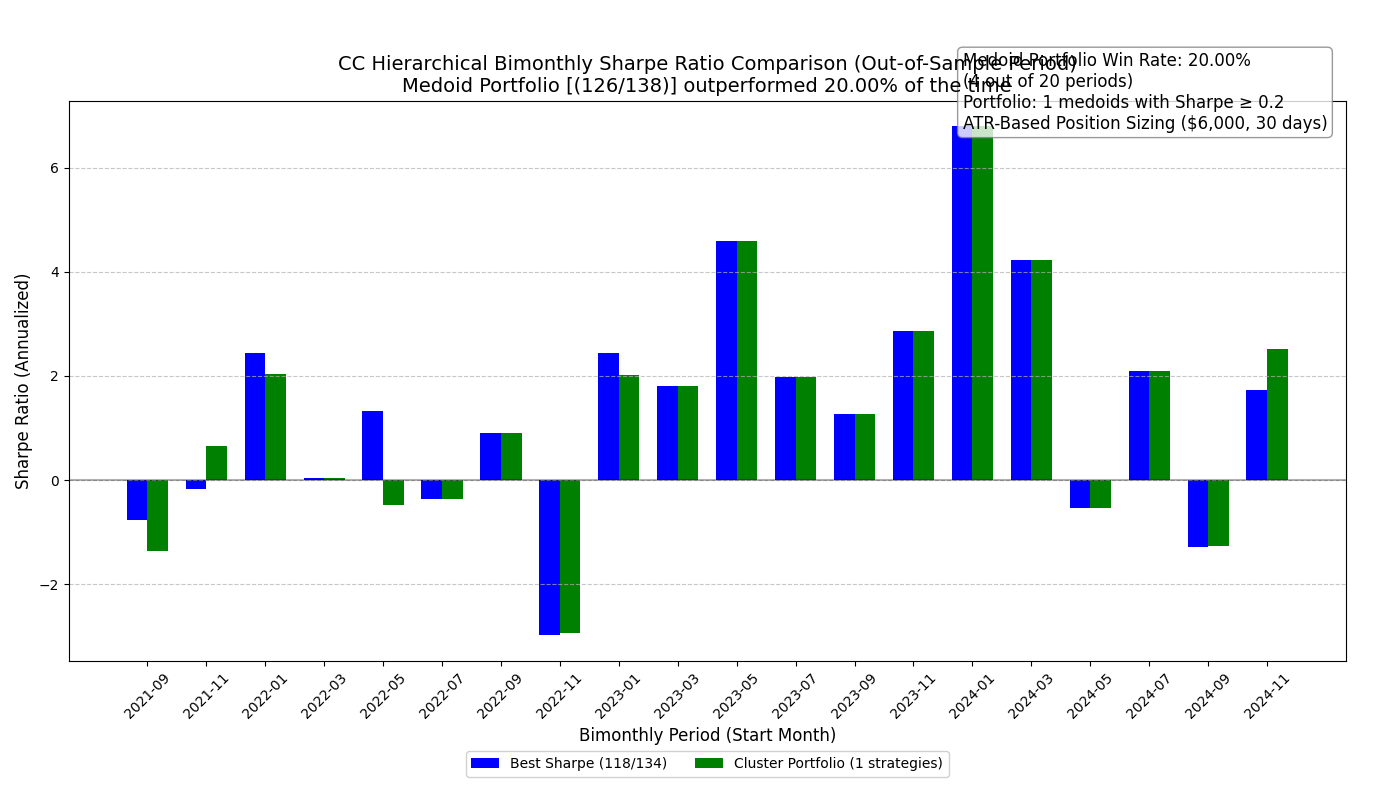 CC Hierarchical Bimonthly Sharpe Ratio Comparison (Out-of-Sample Period)
Medoid Portfolio [(126/138)] outperformed 20.00% of the time
Medoid Portfolio Win Rate: 20.00%
(4 out of 20 periods)
Portfolio: 1 medoids with Sharpe ≥ 0.2
ATR-Based Position Sizing ($6,000, 30 days)
Sharpe Ratio (Annualized)
6
4
2
0
−2
2021-09
2021-11
2022-01
2022-03
2022-05
2022-07
2022-09
2022-11
2023-01
2023-03
2023-05
2023-07
2023-09
2023-11
2024-01
2024-03
2024-05
2024-07
2024-09
2024-11
Bimonthly Period (Start Month)
Best Sharpe (118/134)
Cluster Portfolio (1 strategies)